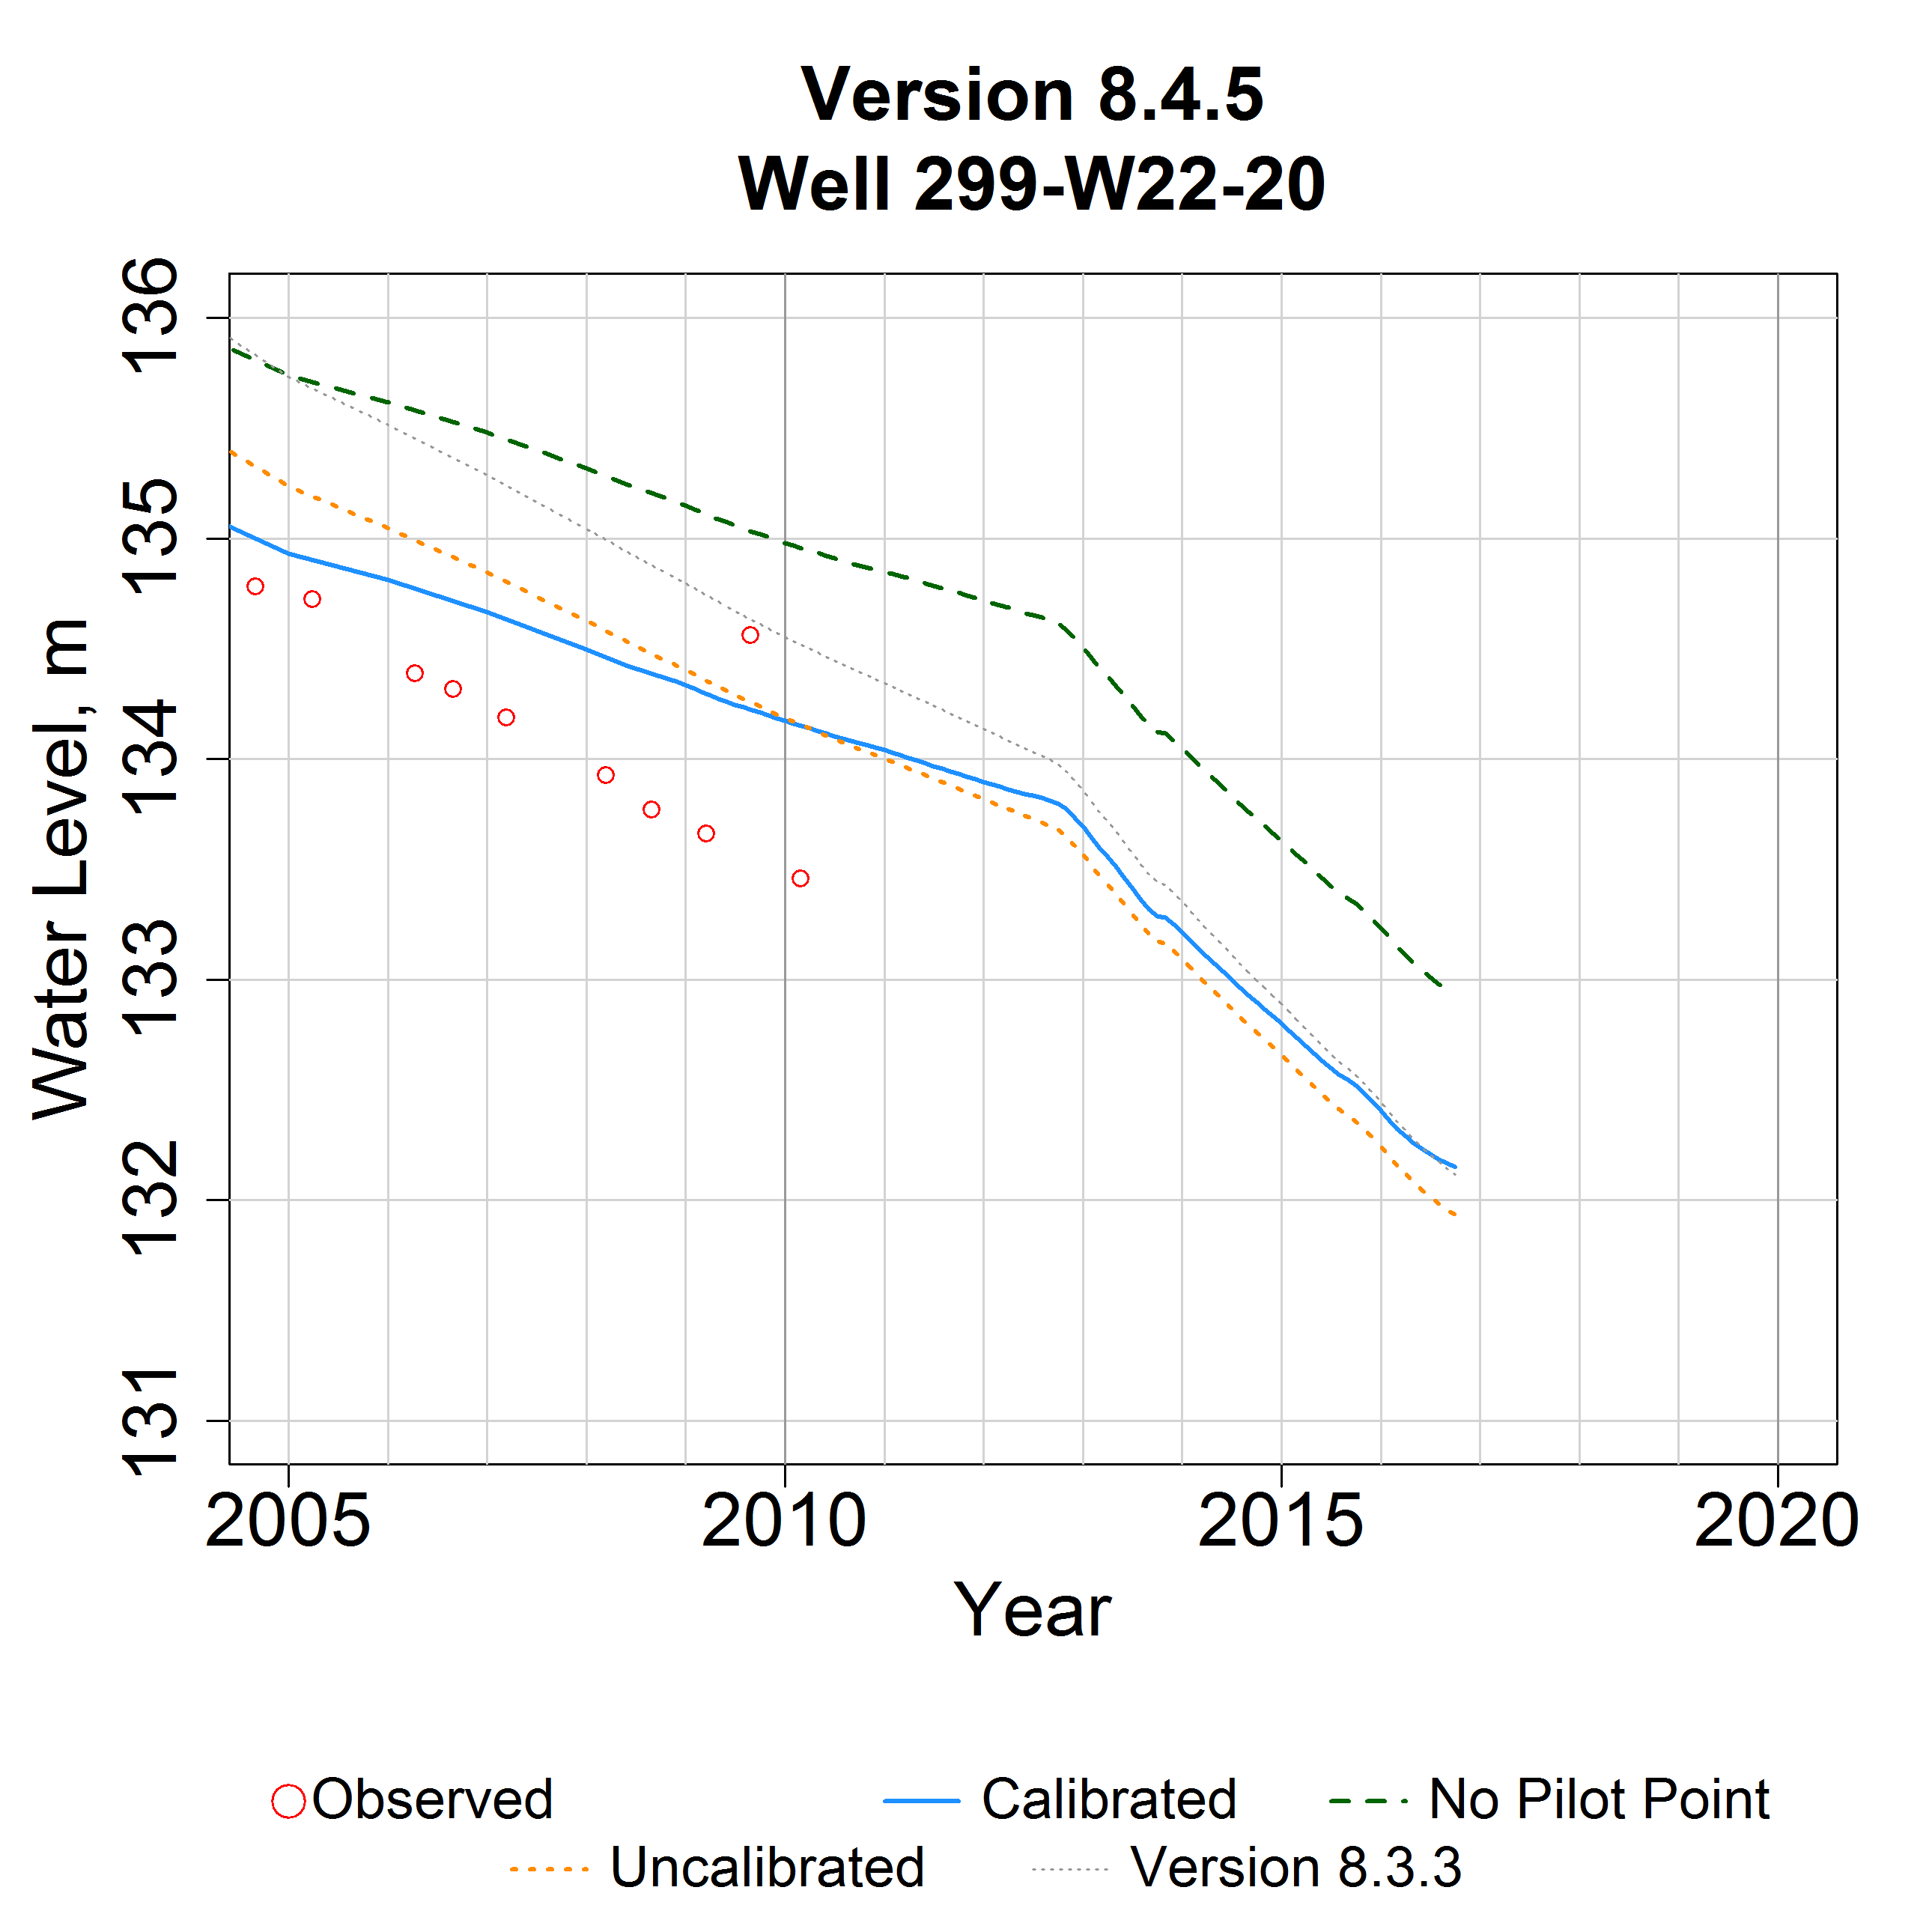 Version 8.4.5
Well 299-W22-20
136
135
134
133
132
131
Water Level, m
2005 2010 2015 2020
Year
Observed Calibrated No Pilot Point
Uncalibrated Version 8.3.3